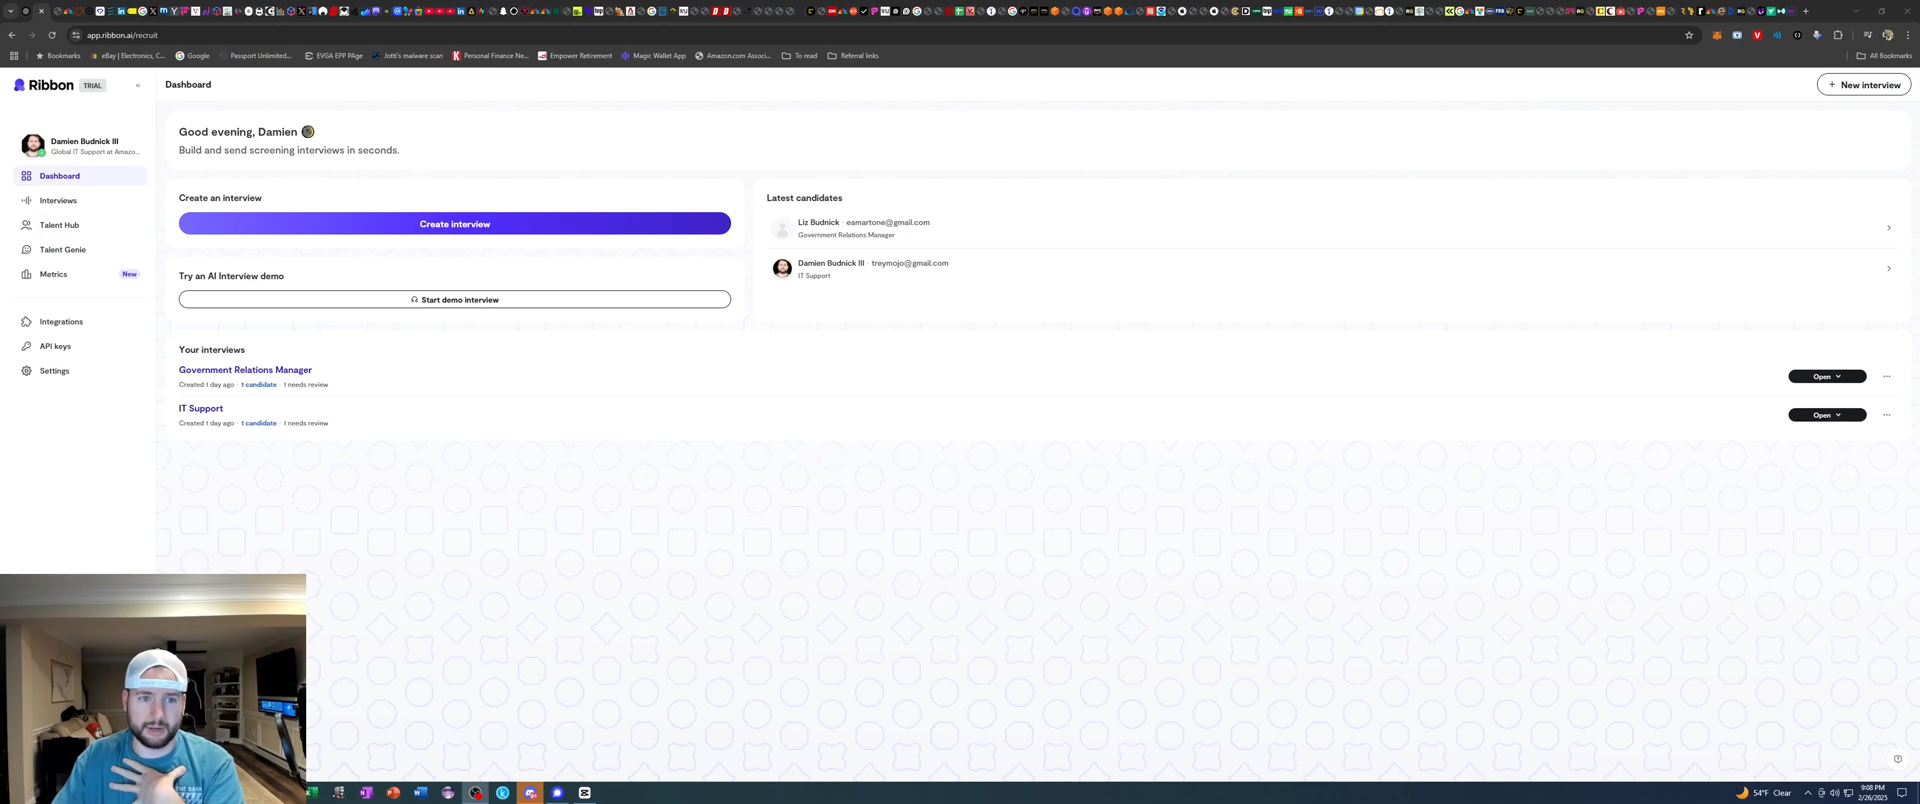 app.ribbon.ai/recruit
All Bookmarks
Bookmarks
eBay | Electronics, C...
Google
Passport Unlimited...
EVGA EPP PAge
Jotti's malware scan
Personal Finance Ne...
Empower Retirement
Magic Wallet App
Amazon.com Associ...
To read
Referral links
Ribbon TRIAL
«
Dashboard
+ New interview
Damien Budnick III
Global IT Support at Amazo...
Dashboard
Interviews
Talent Hub
Talent Genie
Metrics New
Integrations
API keys
Settings
Good evening, Damien
Build and send screening interviews in seconds.
Create an interview
Create interview
Try an AI Interview demo
Start demo interview
Latest candidates
Liz Budnick · eamartone@gmail.com
Government Relations Manager
Damien Budnick III · treymojo@gmail.com
IT Support
Your interviews
Government Relations Manager
Created 1 day ago · 1 candidate · 1 needs review
Open
IT Support
Created 1 day ago · 1 candidate · 1 needs review
Open
54°F Clear
9:08 PM
2/26/2025